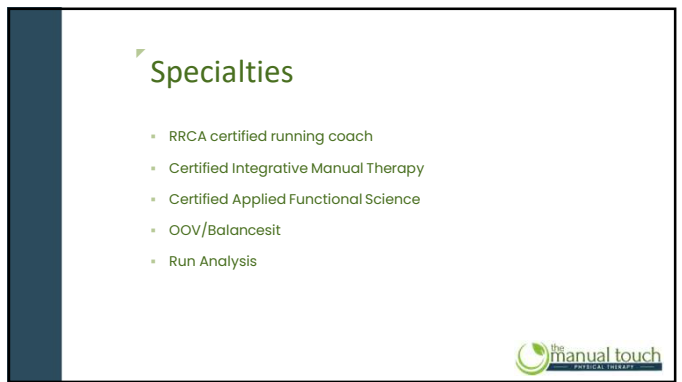 Specialties
RRCA certified running coach
Certified Integrative Manual Therapy
Certified Applied Functional Science
OOV/Balancesit
Run Analysis
the
manual touch
PHYSICAL THERAPY